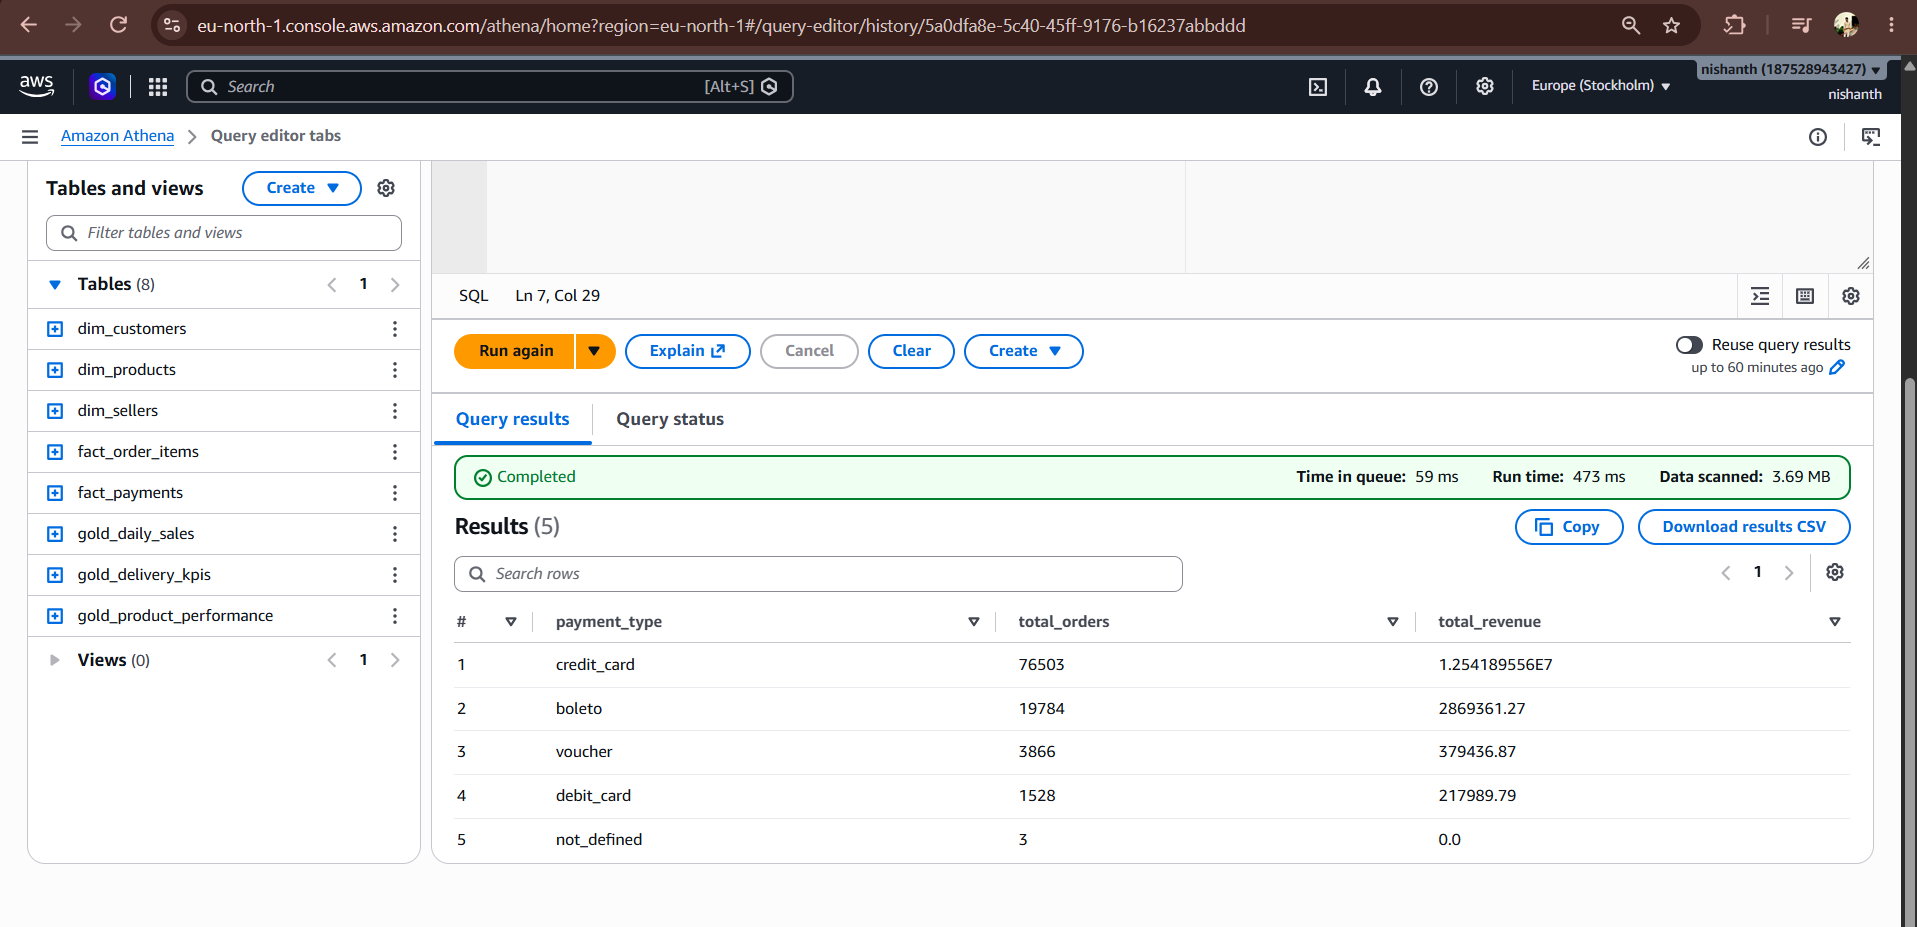 eu-north-1.console.aws.amazon.com/athena/home?region=eu-north-1#/query-editor/history/5a0dfa8e-5c40-45ff-9176-b16237abbddd
aws
Search [Alt+S]
Europe (Stockholm)
nishanth (187528943427)
nishanth
Amazon Athena > Query editor tabs
Tables and views
Create
Filter tables and views
Tables (8) 1
dim_customers
dim_products
dim_sellers
fact_order_items
fact_payments
gold_daily_sales
gold_delivery_kpis
gold_product_performance
Views (0) 1
SQL Ln 7, Col 29
Run again Explain Cancel Clear Create
Reuse query results
up to 60 minutes ago
Query results Query status
Completed Time in queue: 59 ms Run time: 473 ms Data scanned: 3.69 MB
Results (5) Copy Download results CSV
Search rows 1
# payment_type total_orders total_revenue
1 credit_card 76503 1.254189556E7
2 boleto 19784 2869361.27
3 voucher 3866 379436.87
4 debit_card 1528 217989.79
5 not_defined 3 0.0